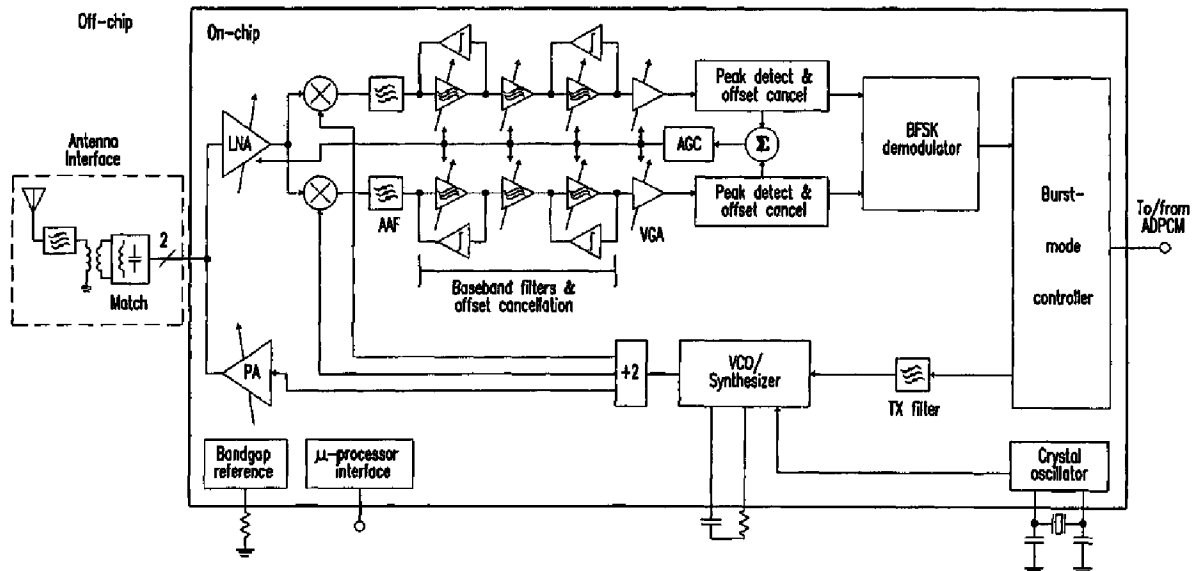 Off-chip
On-chip
Antenna
Interface
2
Match
LNA
PA
AAF
Baseband filters &
offset cancellation
VGA
AGC
Σ
Peak detect &
offset cancel
Peak detect &
offset cancel
BFSK
demodulator
Burst-
mode
controller
To/from
ADPCM
÷2
VCO/
Synthesizer
TX filter
Bandgap
reference
μ-processor
interface
Crystal
oscillator